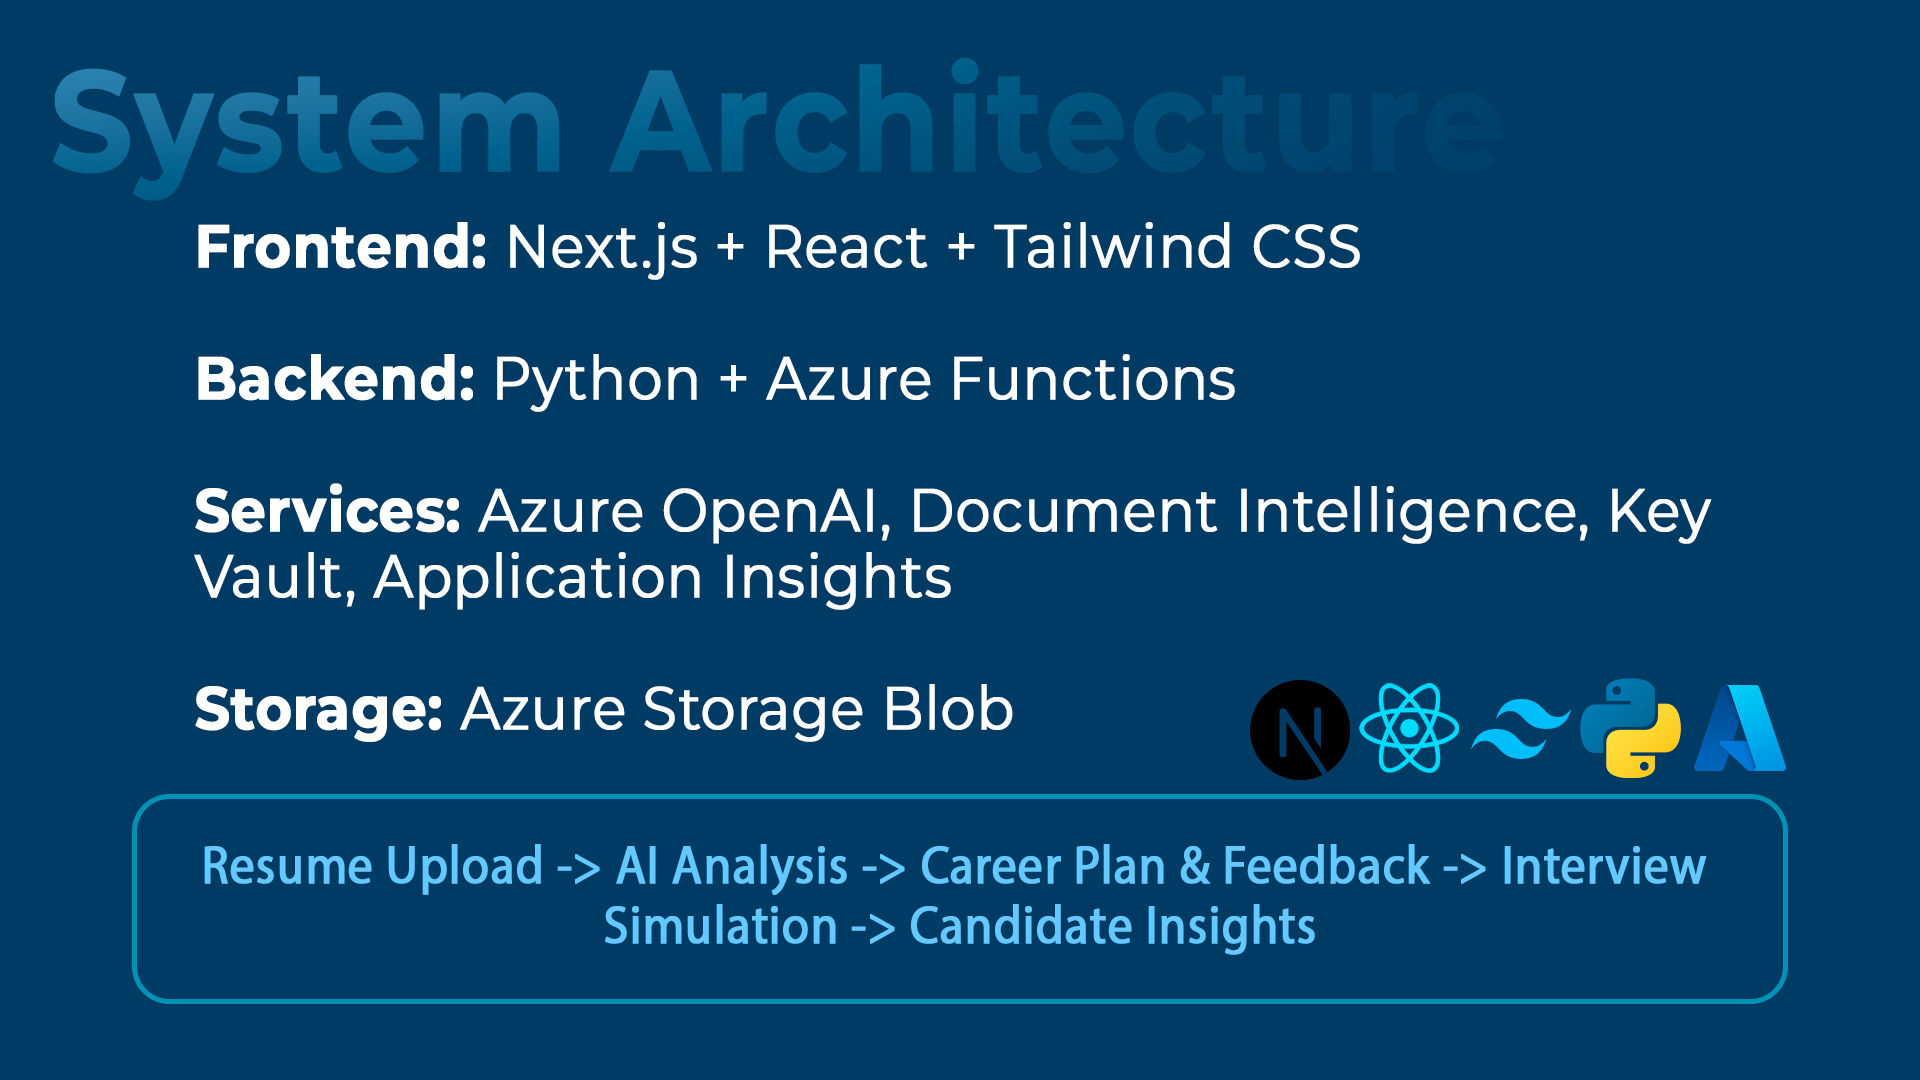 System Architecture
Frontend: Next.js + React + Tailwind CSS
Backend: Python + Azure Functions
Services: Azure OpenAI, Document Intelligence, Key
Vault, Application Insights
Storage: Azure Storage Blob
Resume Upload -> AI Analysis -> Career Plan & Feedback -> Interview
Simulation -> Candidate Insights